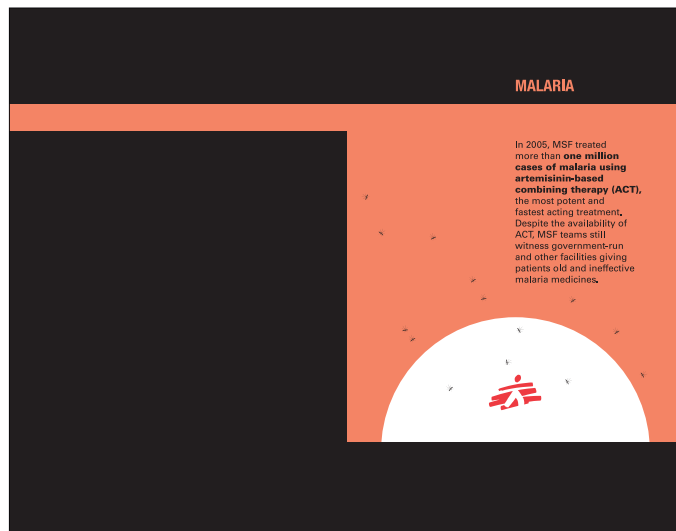 MALARIA
In 2005, MSF treated
more than one million
cases of malaria using
artemisinin-based
combining therapy (ACT),
the most potent and
fastest acting treatment.
Despite the availability of
ACT, MSF teams still
witness government-run
and other facilities giving
patients old and ineffective
malaria medicines.